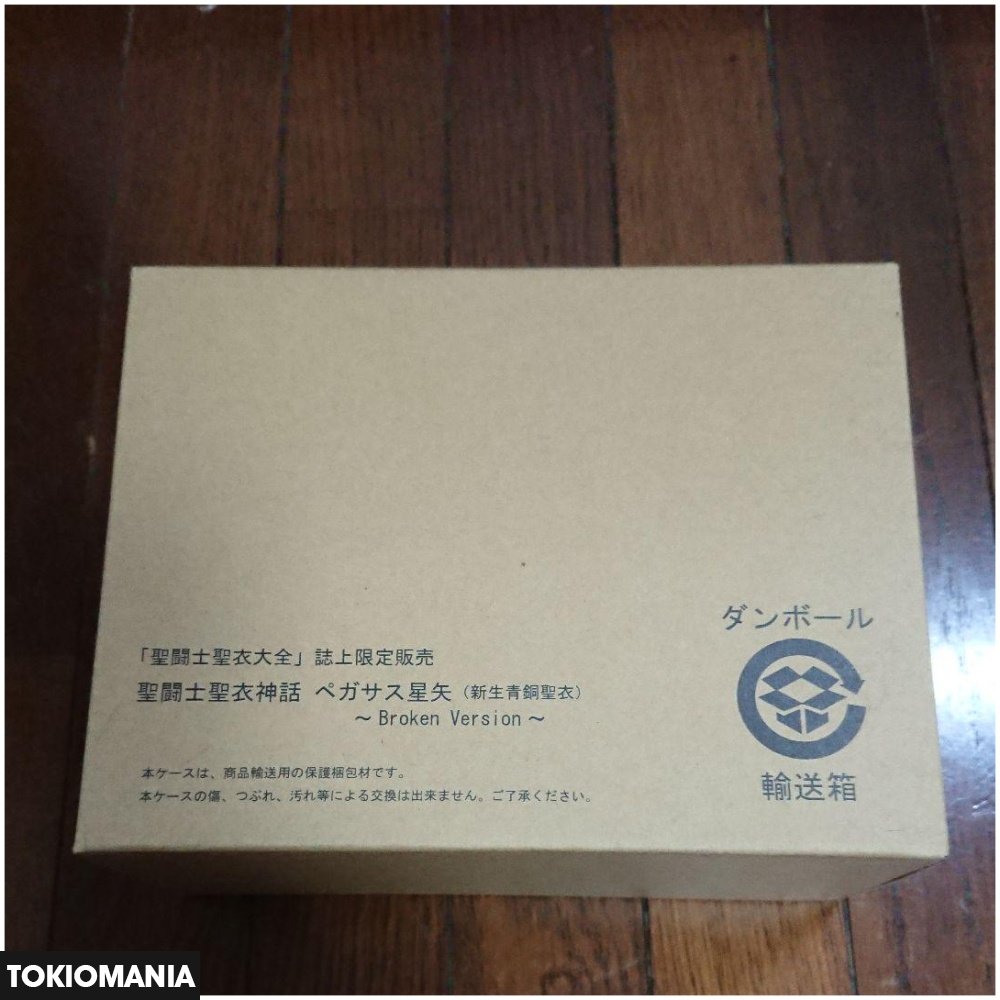 ダンボール
「聖闘士聖衣大全」誌上限定販売
聖闘士聖衣神話 ペガサス星矢（新生青銅聖衣）
～Broken Version～
本ケースは、商品輸送用の保護梱包材です。
本ケースの傷、つぶれ、汚れ等による交換は出来ません。ご了承ください。
輸送箱
TOKIOMANIA